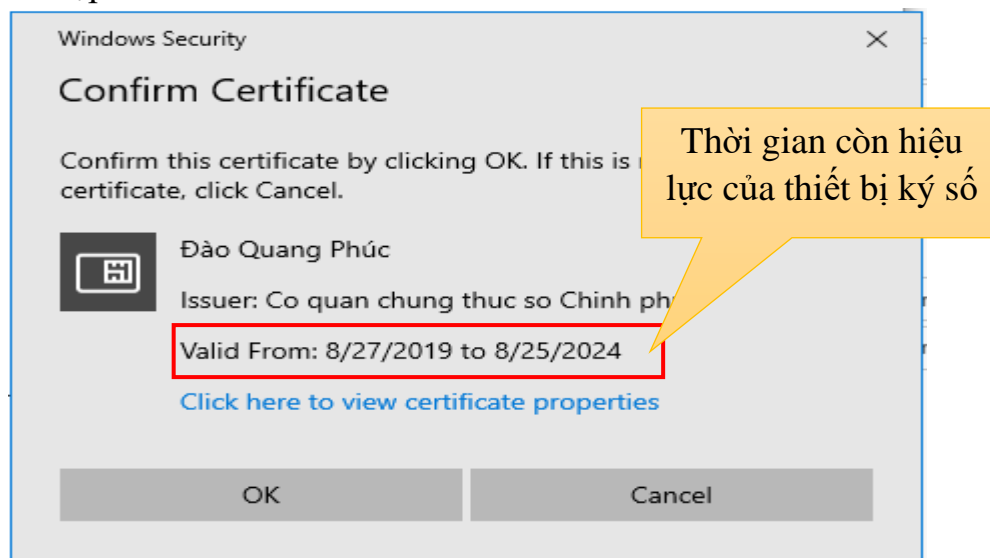 Windows Security
Confirm Certificate
Thời gian còn hiệu
lực của thiết bị ký số
Confirm this certificate by clicking OK. If this is
certificate, click Cancel.
Đào Quang Phúc
Issuer: Co quan chung thuc so Chinh
Valid From: 8/27/2019 to 8/25/2024
Click here to view certificate properties
OK
Cancel